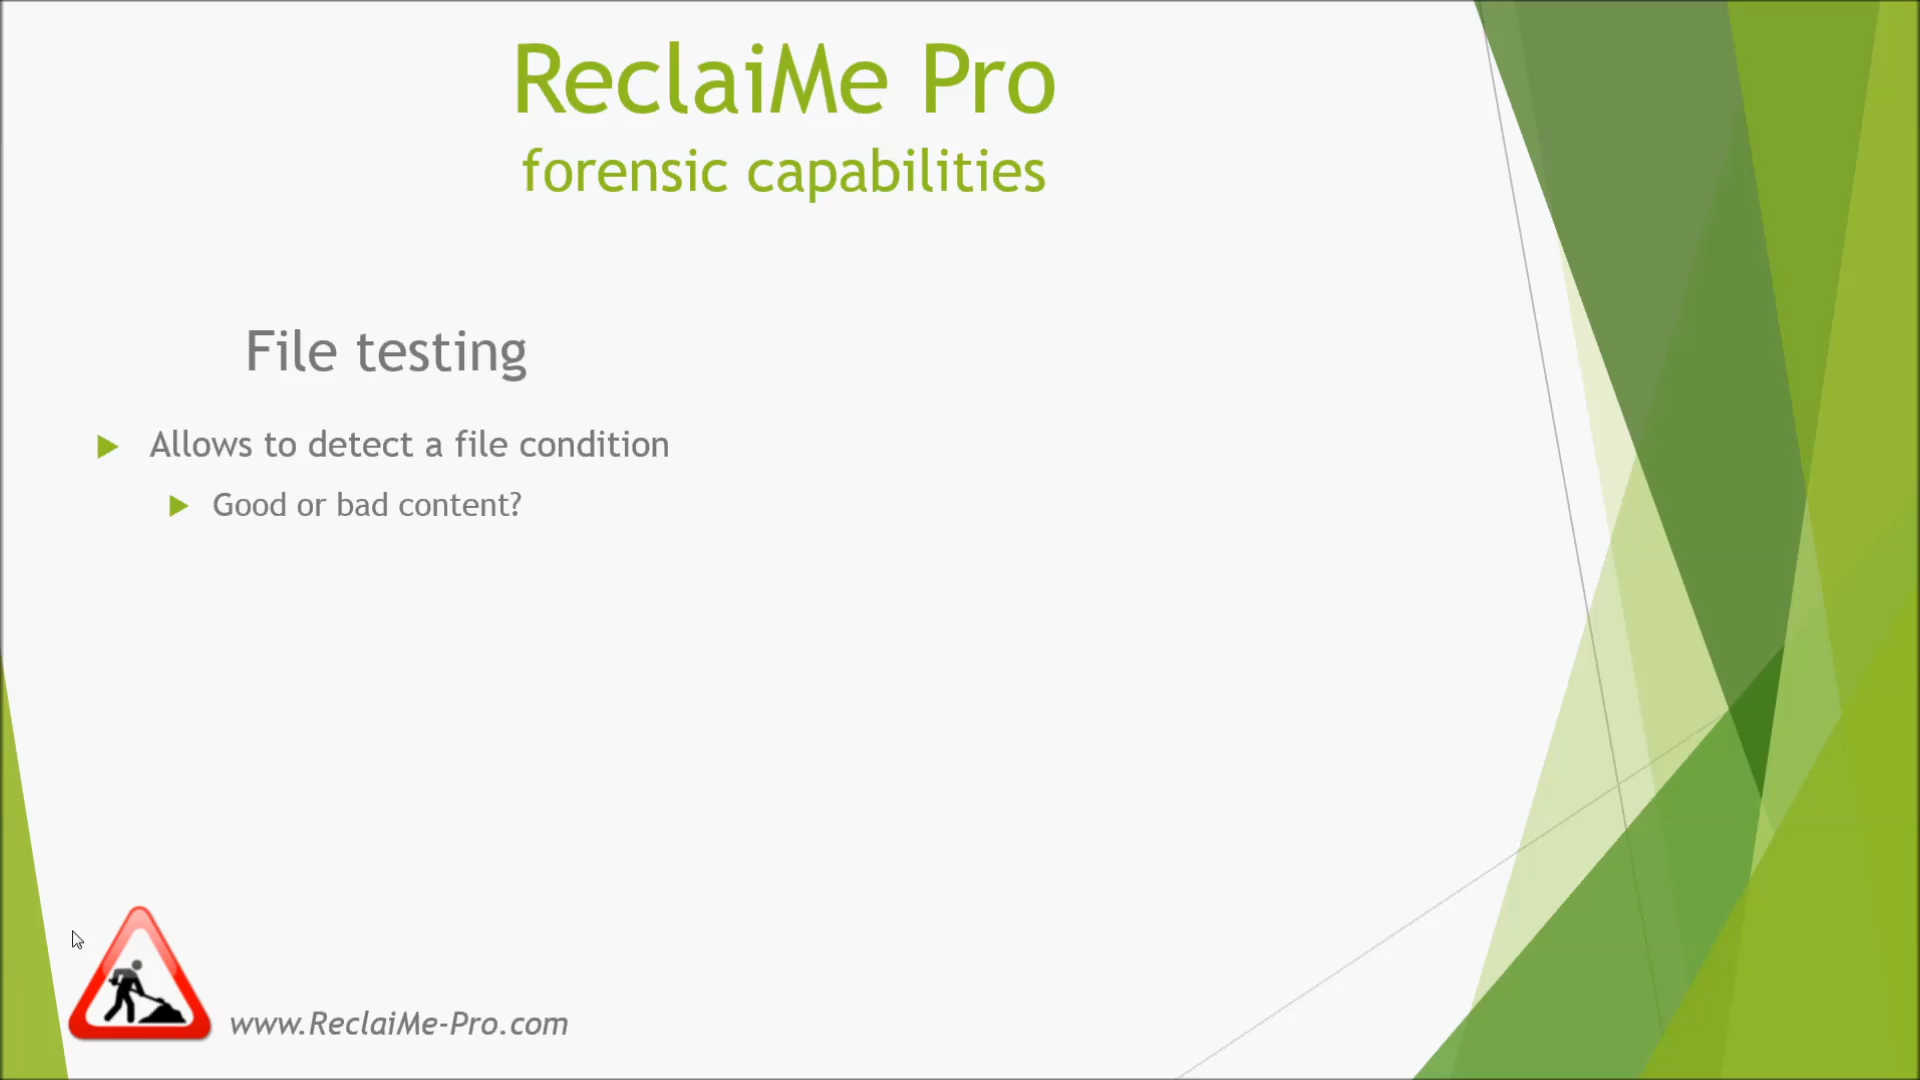 ReclaiMe Pro
forensic capabilities
File testing
Allows to detect a file condition
Good or bad content?
www.ReclaiMe-Pro.com